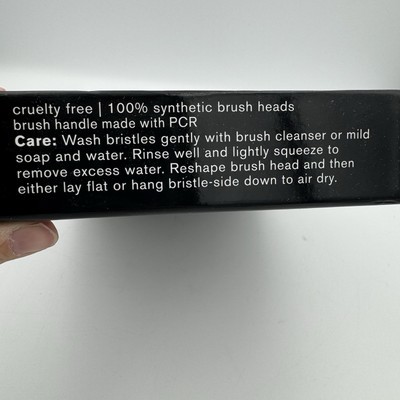 cruelty free | 100% synthetic brush heads
brush handle made with PCR
Care: Wash bristles gently with brush cleanser or mild
soap and water. Rinse well and lightly squeeze to
remove excess water. Reshape brush head and then
either lay flat or hang bristle-side down to air dry.